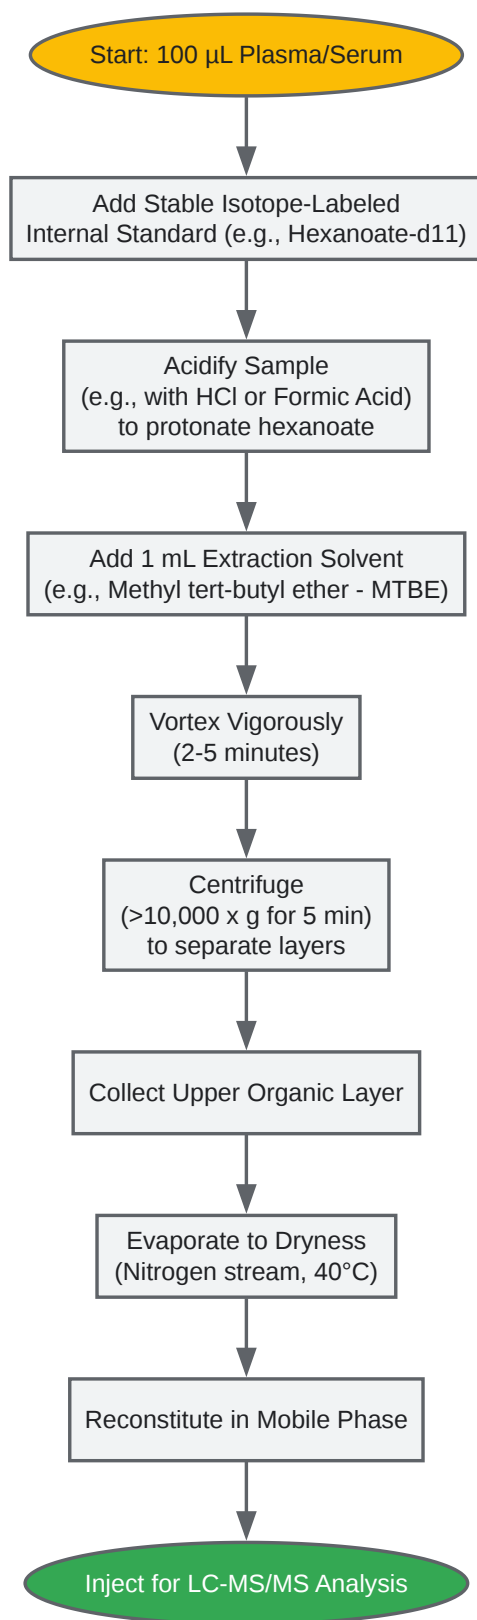 Start: 100 µL Plasma/Serum
Add Stable Isotope-Labeled
Internal Standard (e.g., Hexanoate-d11)
Acidify Sample
(e.g., with HCl or Formic Acid)
to protonate hexanoate
Add 1 mL Extraction Solvent
(e.g., Methyl tert-butyl ether - MTBE)
Vortex Vigorously
(2-5 minutes)
Centrifuge
(>10,000 x g for 5 min)
to separate layers
Collect Upper Organic Layer
Evaporate to Dryness
(Nitrogen stream, 40°C)
Reconstitute in Mobile Phase
Inject for LC-MS/MS Analysis